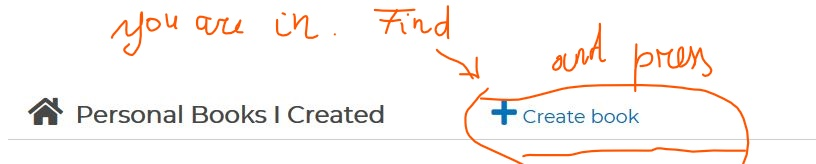 you are in. Find
and press
Personal Books I Created
Create book